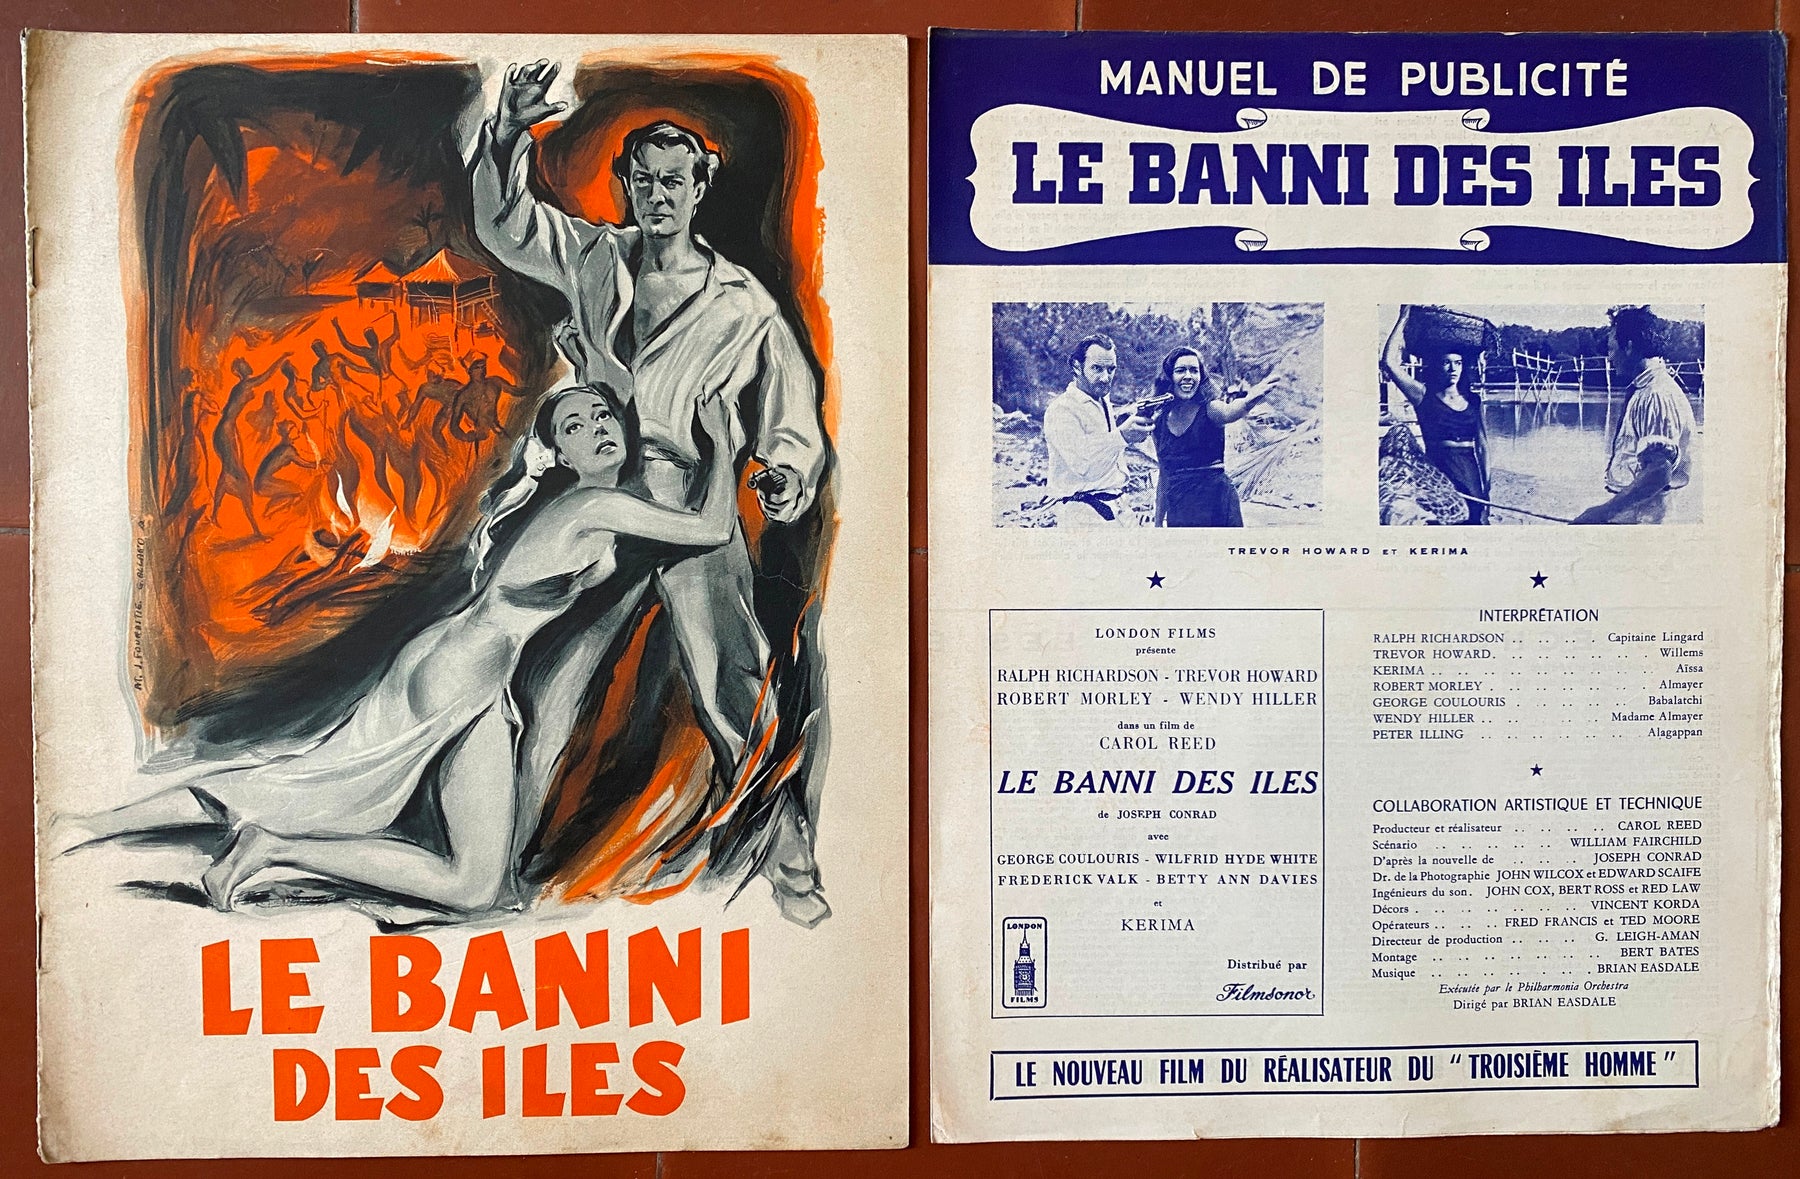 M. J. FOURASTIE. G. ALLARD
LE BANNI
DES ILES
MANUEL DE PUBLICITÉ
LE BANNI DES ILES
TREVOR HOWARD ET KERIMA
LONDON FILMS
présente
RALPH RICHARDSON - TREVOR HOWARD
ROBERT MORLEY - WENDY HILLER
dans un film de
CAROL REED
LE BANNI DES ILES
de JOSEPH CONRAD
avec
GEORGE COULOURIS - WILFRID HYDE WHITE
FREDERICK VALK - BETTY ANN DAVIES
et
KERIMA
LONDON
FILMS
Distribué par
Filmsonor
INTERPRÉTATION
RALPH RICHARDSON .. .. .. . Capitaine Lingard
TREVOR HOWARD. .. .. .. .. .. . Willems
KERIMA .. .. .. .. .. .. .. .. Aïssa
ROBERT MORLEY . .. .. .. .. .. Almayer
GEORGE COULOURIS . .. .. .. .. Babalatchi
WENDY HILLER .. .. .. .. .. Madame Almayer
PETER ILLING .. .. .. .. .. .. Alagappan
COLLABORATION ARTISTIQUE ET TECHNIQUE
Producteur et réalisateur .. .. .. .. CAROL REED
Scénario .. .. .. .. .. .. WILLIAM FAIRCHILD
D'après la nouvelle de .. .. .. .. JOSEPH CONRAD
Dr. de la Photographie JOHN WILCOX et EDWARD SCAIFE
Ingénieurs du son. JOHN COX, BERT ROSS et RED LAW
Décors . .. .. .. .. .. .. .. VINCENT KORDA
Opérateurs .. .. .. FRED FRANCIS et TED MOORE
Directeur de production .. .. .. G. LEIGH-AMAN
Montage .. .. .. .. .. .. .. .. BERT BATES
Musique .. .. .. .. .. .. .. . BRIAN EASDALE
Exécutée par le Philharmonia Orchestra
Dirigé par BRIAN EASDALE
LE NOUVEAU FILM DU RÉALISATEUR DU "TROISIÈME HOMME"